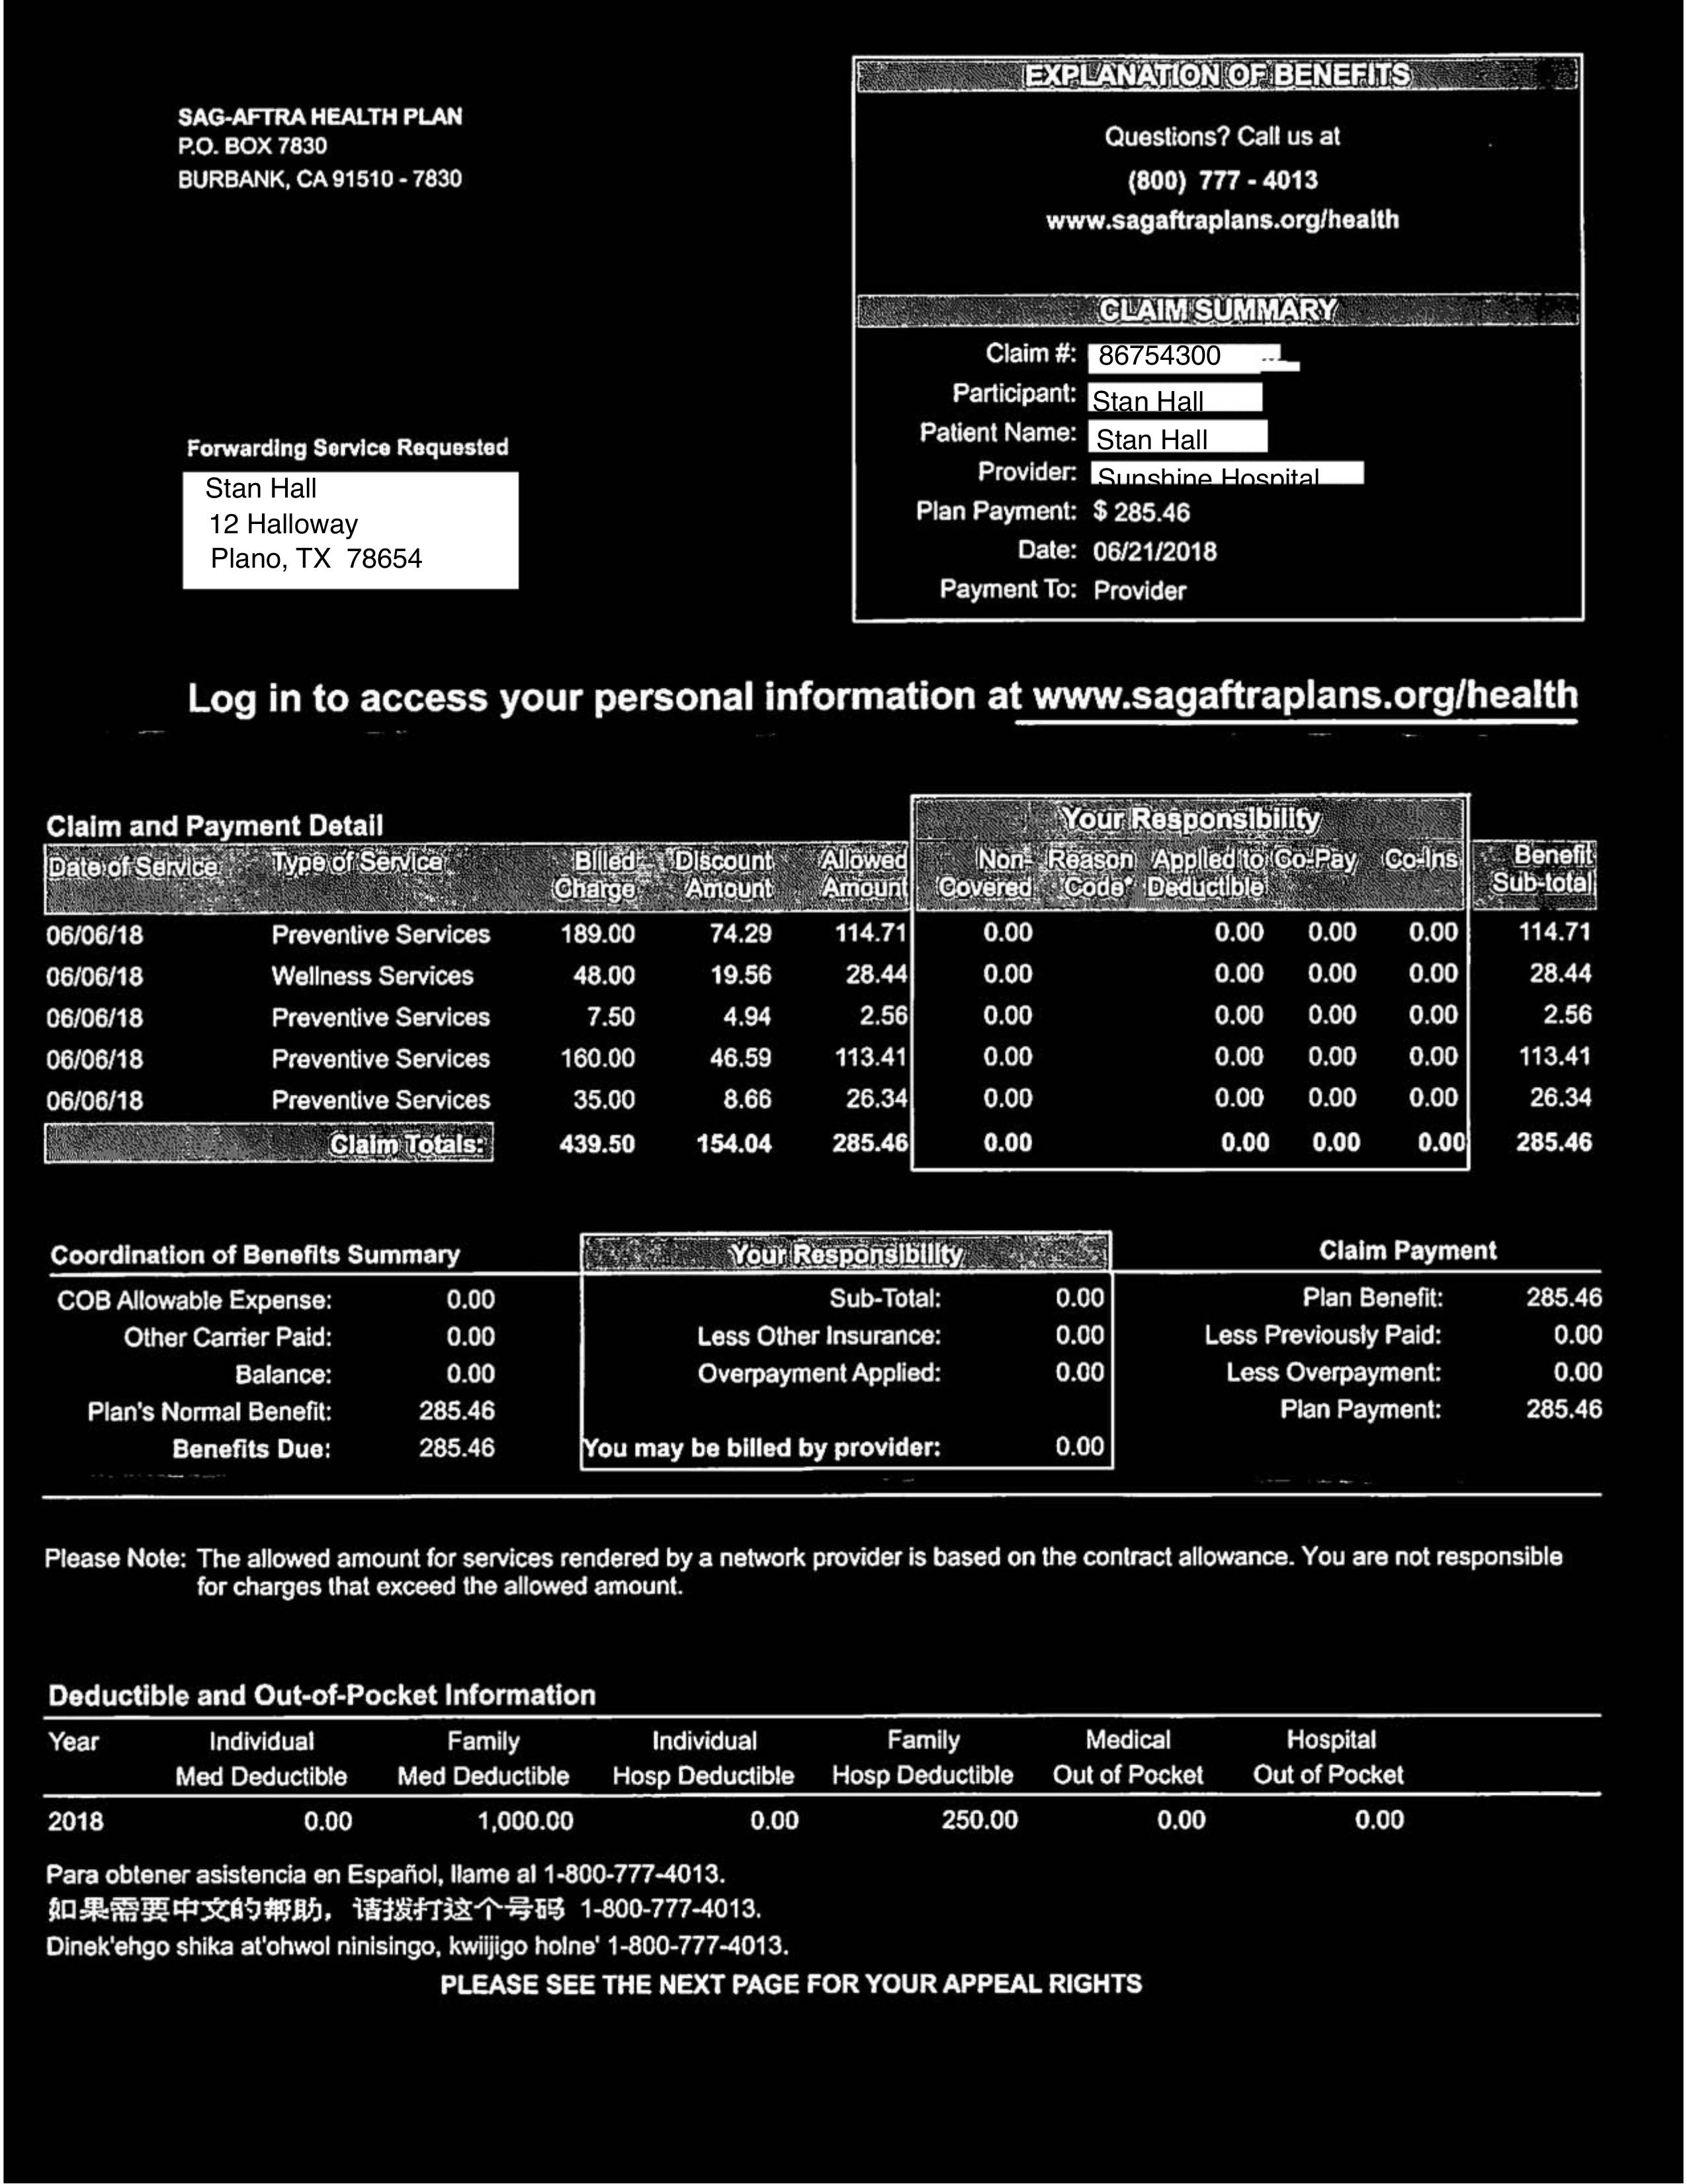 SAG-AFTRA HEALTH PLAN
P.O. BOX 7830
BURBANK, CA 91510 - 7830
EXPLANATION OF BENEFITS
Questions? Call us at
(800) 777 - 4013
www.sagaftraplans.org/health
CLAIM SUMMARY
Claim #: 86754300
Participant: Stan Hall
Patient Name: Stan Hall
Provider: Sunshine Hospital
Plan Payment: $ 285.46
Date: 06/21/2018
Payment To: Provider
Forwarding Service Requested
Stan Hall
12 Halloway
Plano, TX 78654
Log in to access your personal information at www.sagaftraplans.org/health
Claim and Payment Detail
Your Responsibility
Date of Service Type of Service Billed Discount Allowed Non- Reason Applied to Co-Pay Co-Ins Benefit
Charge Amount Amount Covered Code* Deductible Sub-total
06/06/18 Preventive Services 189.00 74.29 114.71 0.00 0.00 0.00 0.00 114.71
06/06/18 Wellness Services 48.00 19.56 28.44 0.00 0.00 0.00 0.00 28.44
06/06/18 Preventive Services 7.50 4.94 2.56 0.00 0.00 0.00 0.00 2.56
06/06/18 Preventive Services 160.00 46.59 113.41 0.00 0.00 0.00 0.00 113.41
06/06/18 Preventive Services 35.00 8.66 26.34 0.00 0.00 0.00 0.00 26.34
Claim Totals: 439.50 154.04 285.46 0.00 0.00 0.00 0.00 285.46
Coordination of Benefits Summary
COB Allowable Expense: 0.00
Other Carrier Paid: 0.00
Balance: 0.00
Plan's Normal Benefit: 285.46
Benefits Due: 285.46
Your Responsibility
Sub-Total: 0.00
Less Other Insurance: 0.00
Overpayment Applied: 0.00
You may be billed by provider: 0.00
Claim Payment
Plan Benefit: 285.46
Less Previously Paid: 0.00
Less Overpayment: 0.00
Plan Payment: 285.46
Please Note: The allowed amount for services rendered by a network provider is based on the contract allowance. You are not responsible
for charges that exceed the allowed amount.
Deductible and Out-of-Pocket Information
Year Individual Family Individual Family Medical Hospital
Med Deductible Med Deductible Hosp Deductible Hosp Deductible Out of Pocket Out of Pocket
2018 0.00 1,000.00 0.00 250.00 0.00 0.00
Para obtener asistencia en Español, llame al 1-800-777-4013.
如果需要中文的帮助，请拨打这个号码 1-800-777-4013.
Dinek'ehgo shika at'ohwol ninisingo, kwiijigo holne' 1-800-777-4013.
PLEASE SEE THE NEXT PAGE FOR YOUR APPEAL RIGHTS